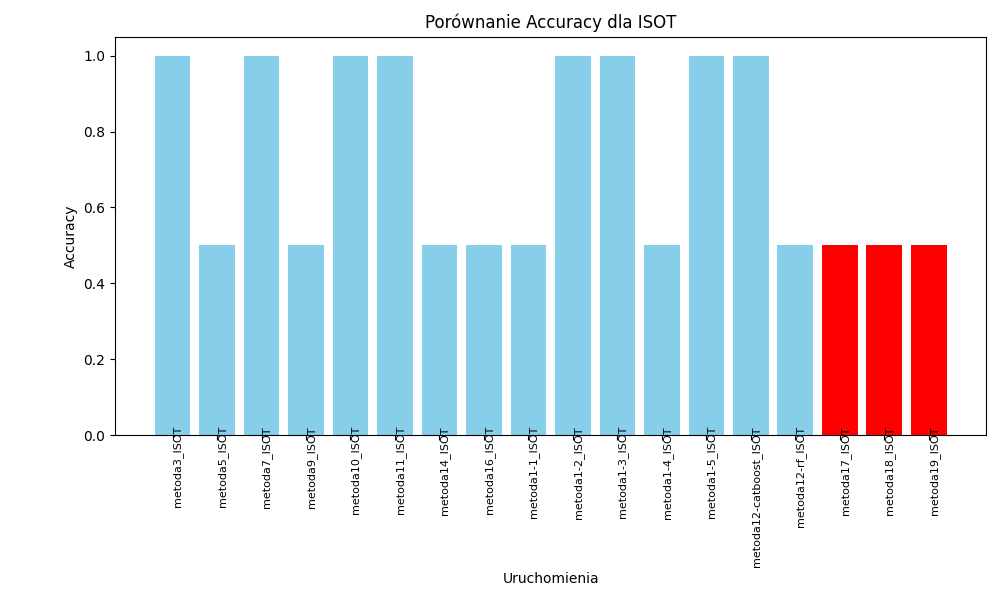 Porównanie Accuracy dla ISOT
Accuracy
1.0
0.8
0.6
0.4
0.2
0.0
metoda3_ISOT
metoda5_ISOT
metoda7_ISOT
metoda9_ISOT
metoda10_ISOT
metoda11_ISOT
metoda14_ISOT
metoda16_ISOT
metoda1-1_ISOT
metoda1-2_ISOT
metoda1-3_ISOT
metoda1-4_ISOT
metoda1-5_ISOT
metoda12-catboost_ISOT
metoda12-rf_ISOT
metoda17_ISOT
metoda18_ISOT
metoda19_ISOT
Uruchomienia